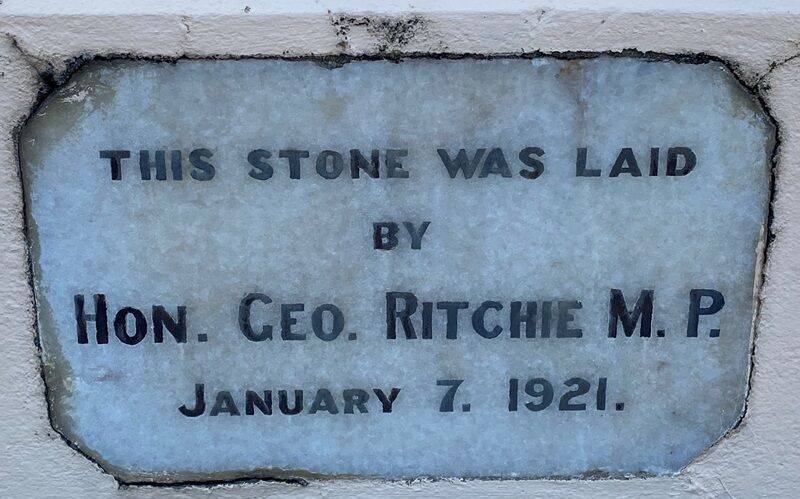 THIS STONE WAS LAID
BY
HON. GEO. RITCHIE M. P.
JANUARY 7. 1921.